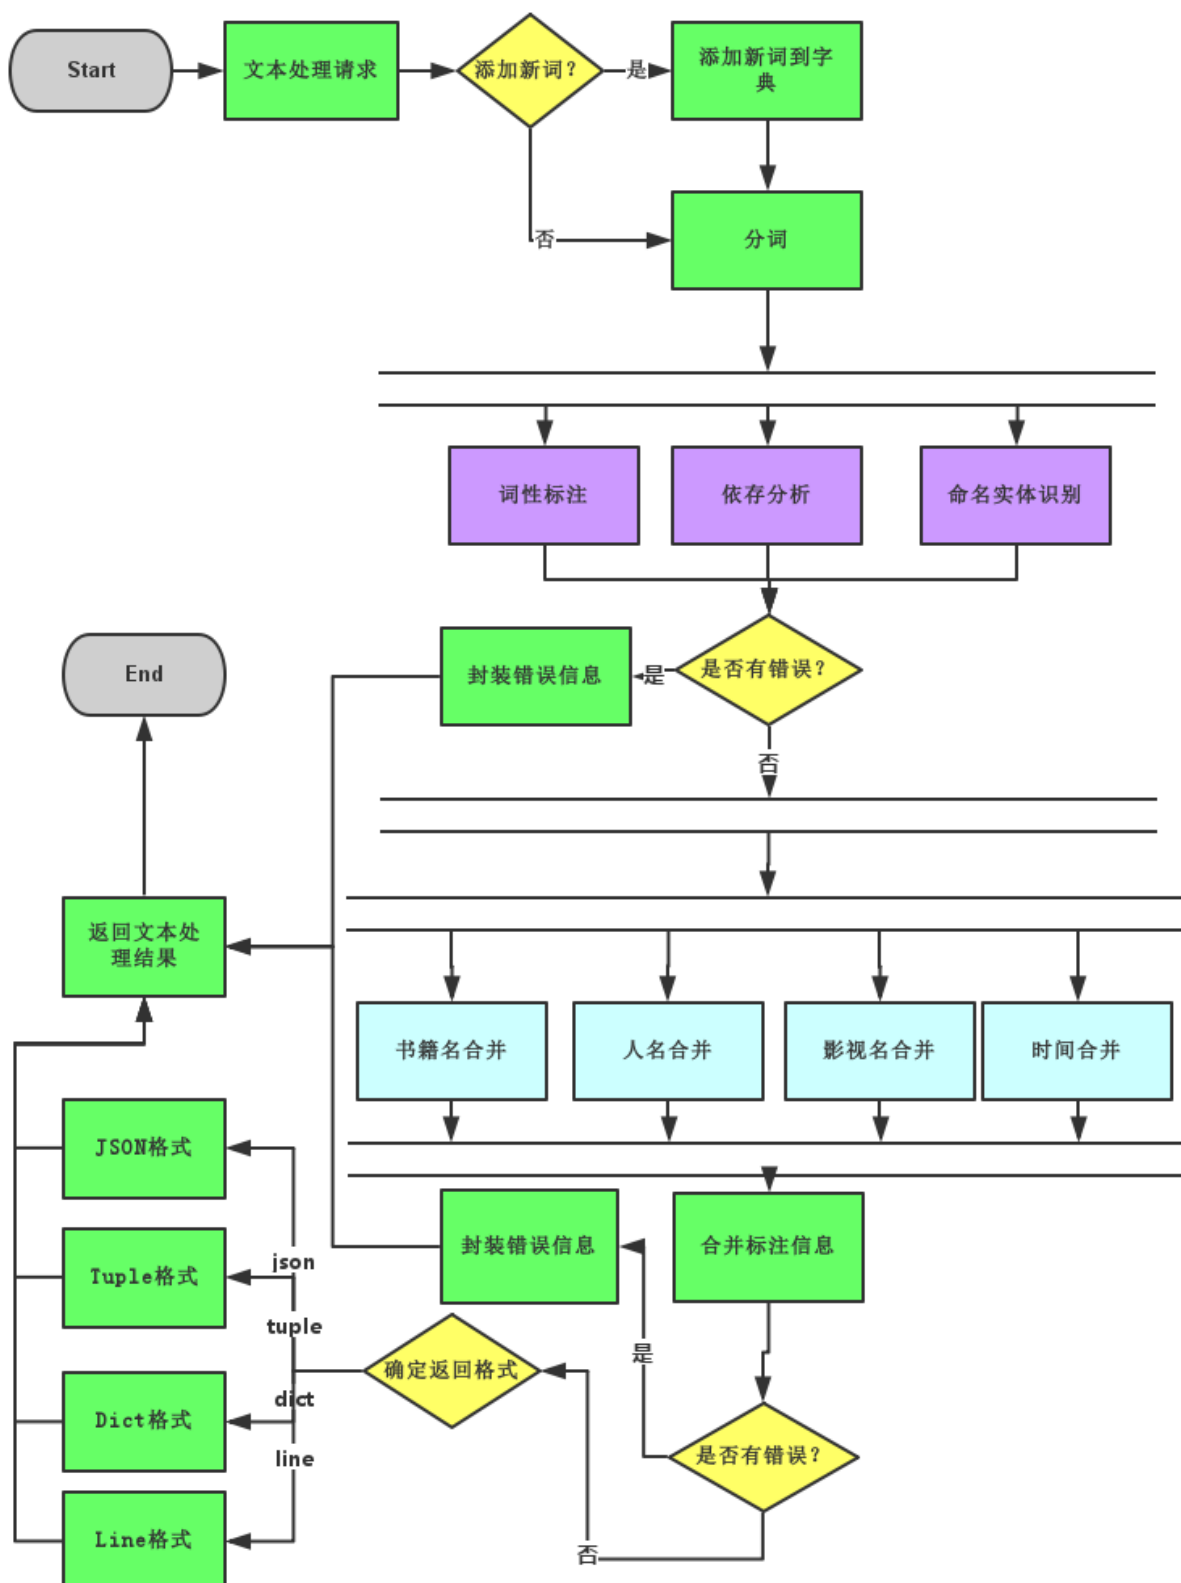 Start
文本处理请求
添加新词？
是
添加新词到字
典
否
分词
词性标注
依存分析
命名实体识别
End
封装错误信息
是
是否有错误？
否
返回文本处
理结果
书籍名合并
人名合并
影视名合并
时间合并
JSON格式
封装错误信息
合并标注信息
json
Tuple格式
tuple
是
确定返回格式
dict
Dict格式
line
是否有错误？
Line格式
否